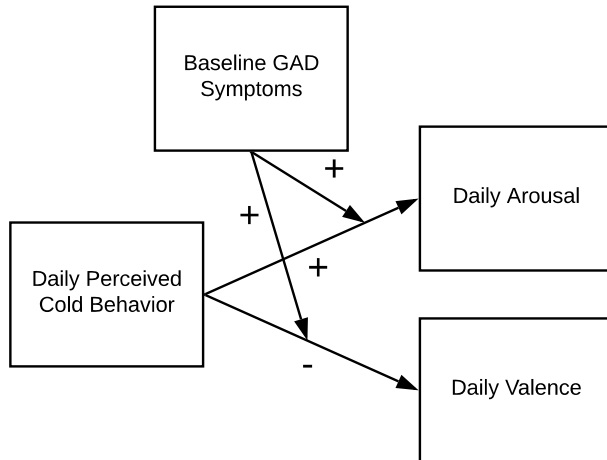 Baseline GAD
Symptoms
+
Daily Arousal
+
Daily Perceived
Cold Behavior
+
-
Daily Valence